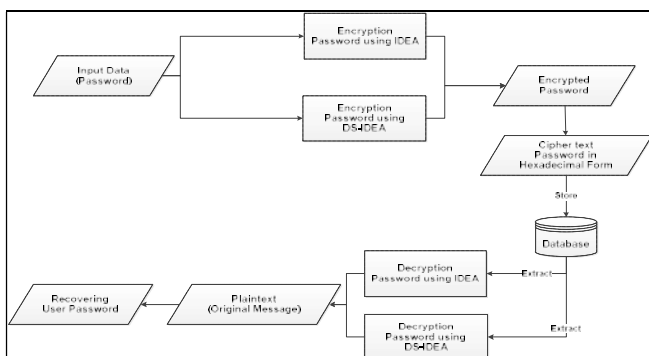 Encryption
Password using IDEA
Input Data
(Password)
Encryption
Password using
DS-IDEA
Encrypted
Password
Cipher text
Password in
Hexadecimal Form
Store
Database
Decryption
Password using IDEA
Extract
Recovering
User Password
Plaintext
(Original Message)
Decryption
Password using
DS-IDEA
Extract